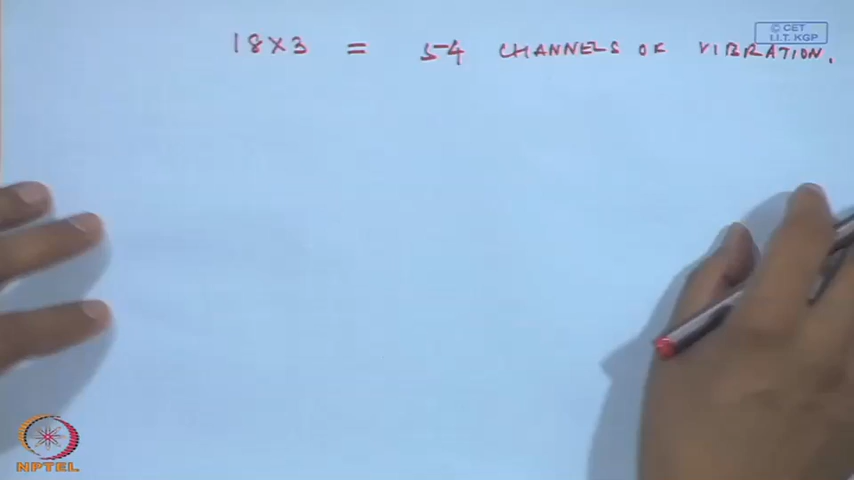 18×3 = 54 CHANNELS OF VIBRATION.
© CET
I.I.T. KGP
NPTEL